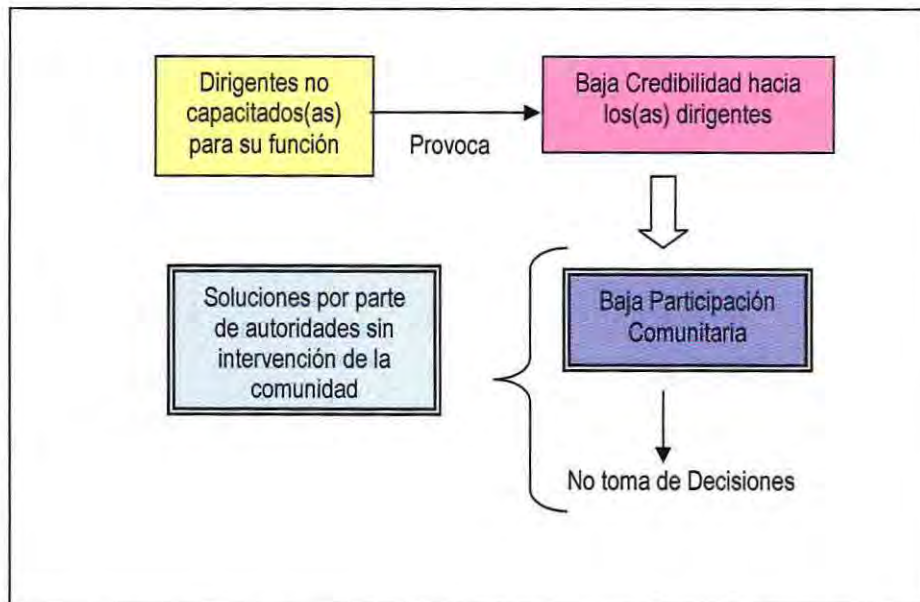 Dirigentes no
capacitados(as)
para su función
Provoca
Baja Credibilidad hacia
los(as) dirigentes
Soluciones por parte
de autoridades sin
intervención de la
comunidad
Baja Participación
Comunitaria
No toma de Decisiones